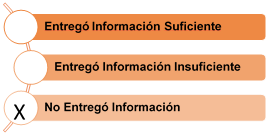 Entregó Información Suficiente
Entregó Información Insuficiente
X No Entregó Información